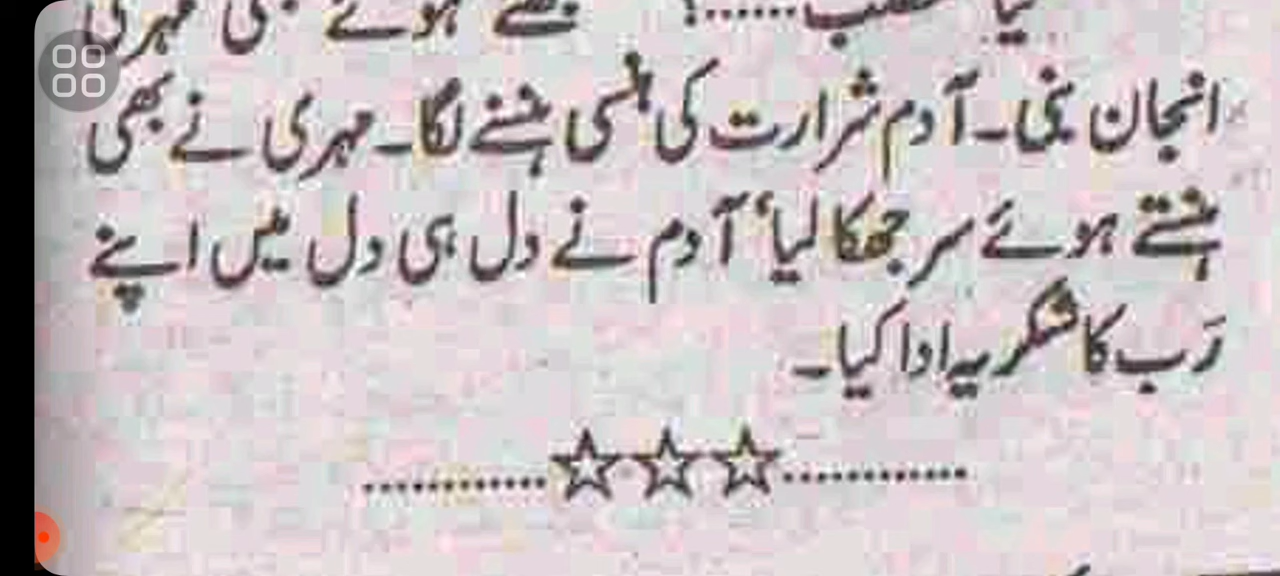 انجان بنی۔ آدم شرارت کی ہنسی ہنسنے لگا۔ مہری نے بھی
ہنستے ہوئے سر جھکا لیا‘ آدم نے دل ہی دل میں اپنے
رَب کا شکریہ ادا کیا۔
............☆☆☆............